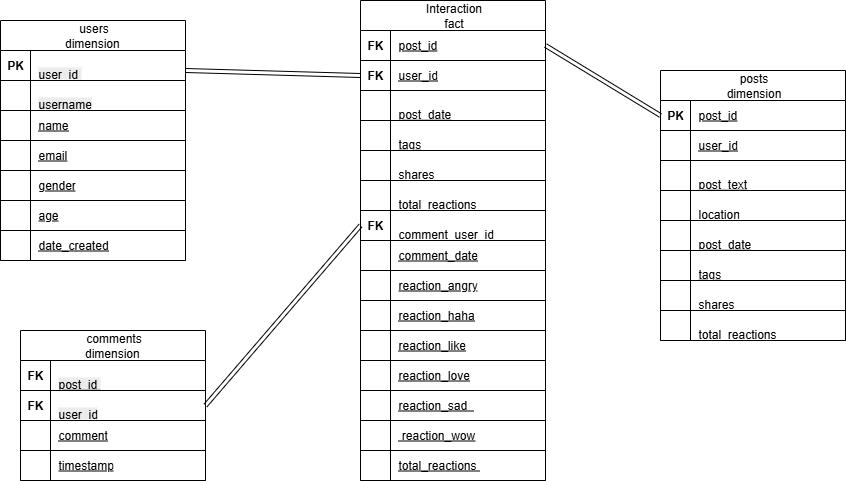 users
dimension
PK user_id
username
name
email
gender
age
date_created
Interaction
fact
FK post_id
FK user_id
post_date
tags
shares
total_reactions
FK comment_user_id
comment_date
reaction_angry
reaction_haha
reaction_like
reaction_love
reaction_sad
reaction_wow
total_reactions
posts
dimension
PK post_id
user_id
post_text
location
post_date
tags
shares
total_reactions
comments
dimension
FK post_id
FK user_id
comment
timestamp